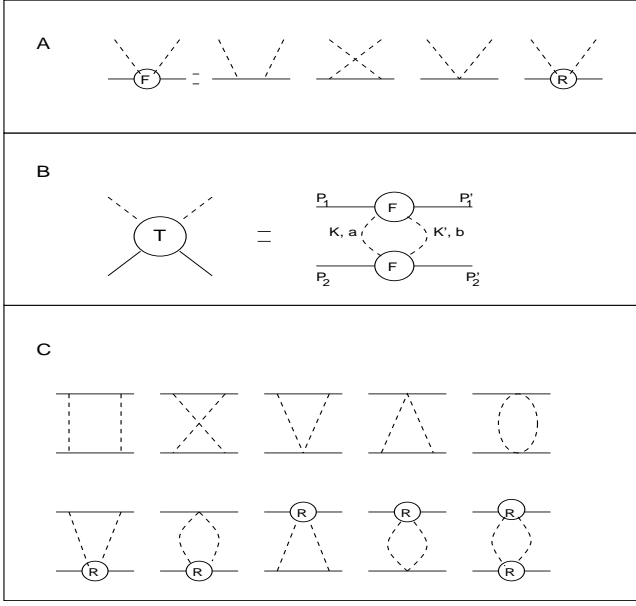 A
F = R
B
T = P1 F P1'
K, a K', b
P2 F P2'
C
R R R R R
R